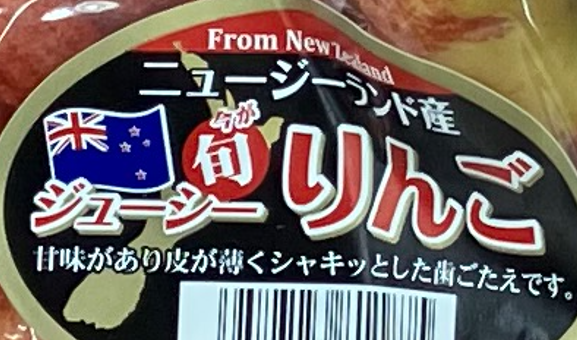 From New Zealand
ニュージーランド産
今が
旬
ジューシー
りんご
甘味があり皮が薄くシャキッとした歯ごたえです。